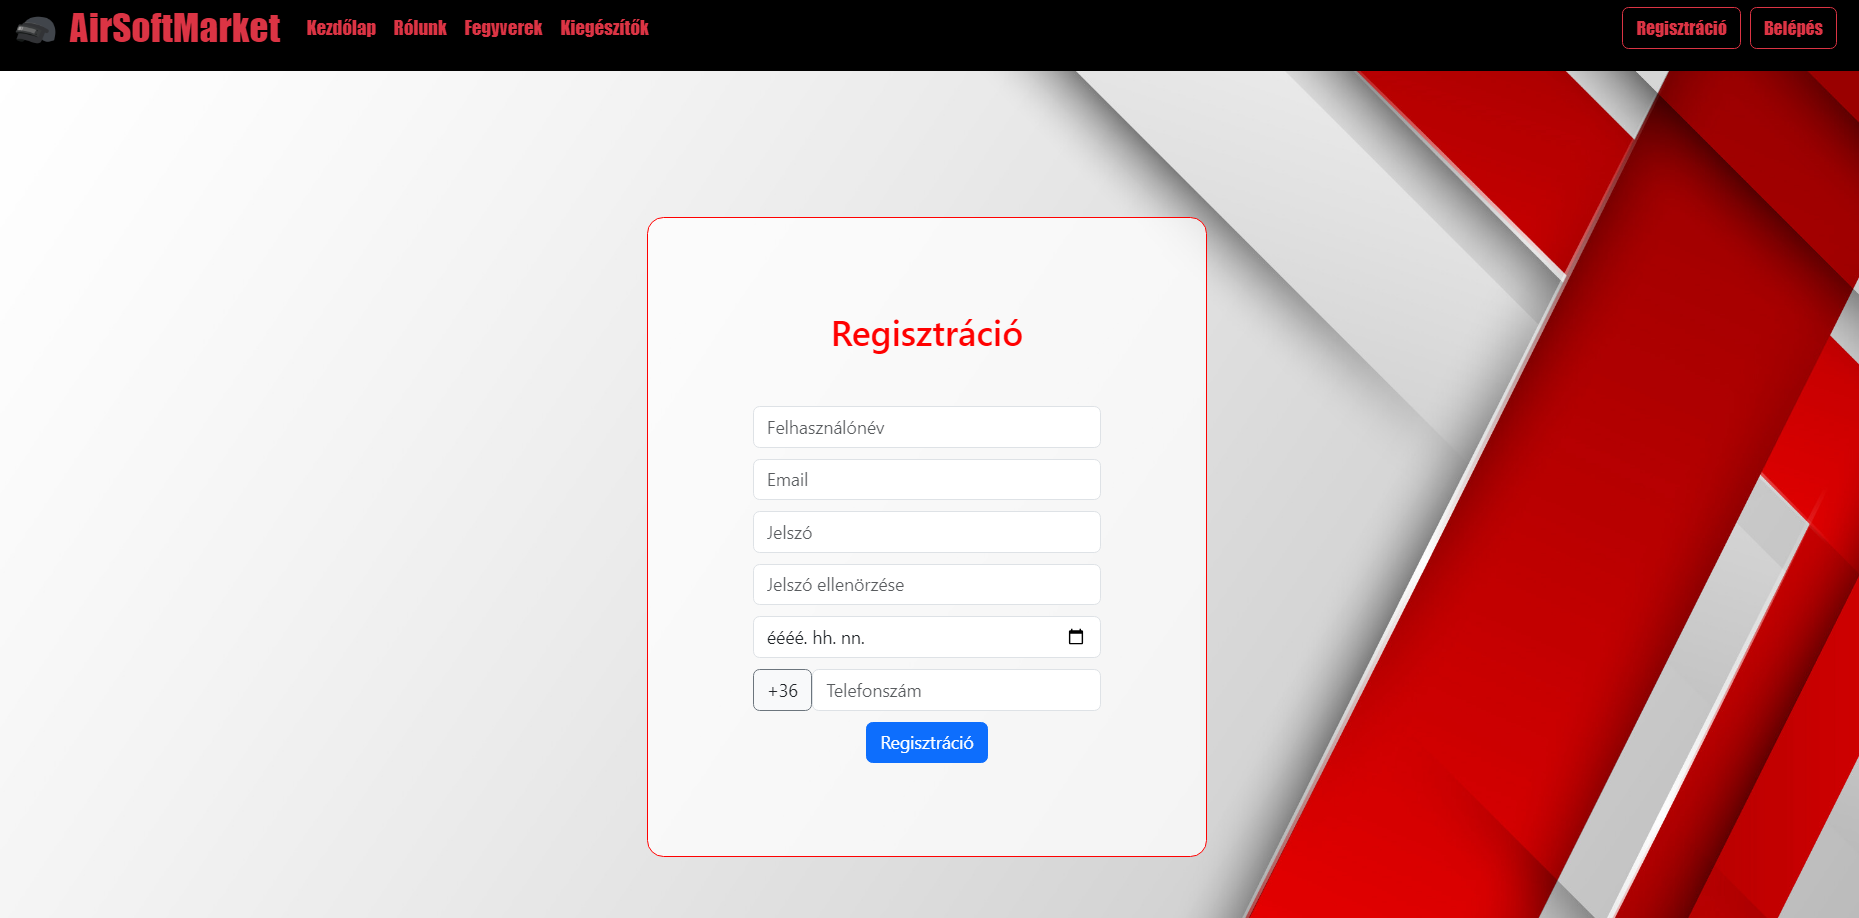 AirSoftMarket Kezdőlap Rólunk Fegyverek Kiegészítők Regisztráció Belépés
Regisztráció
Felhasználónév
Email
Jelszó
Jelszó ellenörzése
éééé. hh. nn.
+36 Telefonszám
Regisztráció